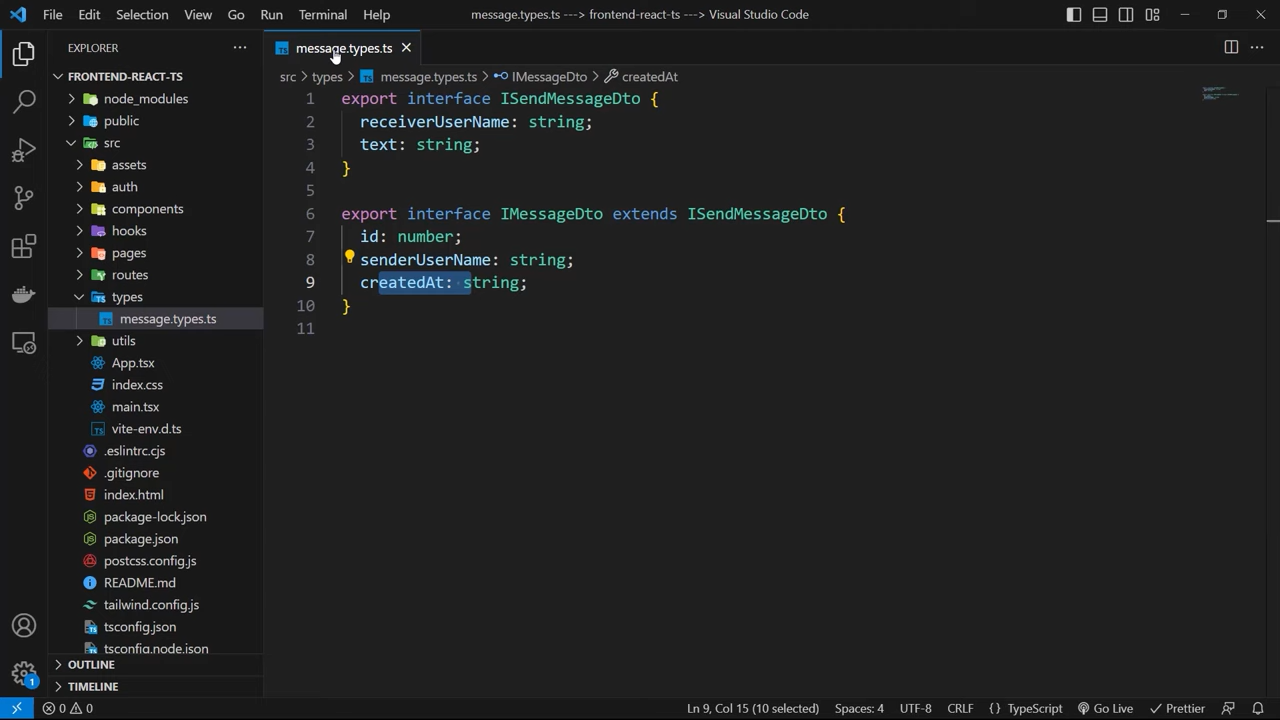 File Edit Selection View Go Run Terminal Help message.types.ts ---> frontend-react-ts ---> Visual Studio Code
EXPLORER
FRONTEND-REACT-TS
node_modules
public
src
assets
auth
components
hooks
pages
routes
types
message.types.ts
utils
App.tsx
index.css
main.tsx
vite-env.d.ts
.eslintrc.cjs
.gitignore
index.html
package-lock.json
package.json
postcss.config.js
README.md
tailwind.config.js
tsconfig.json
tsconfig.node.json
OUTLINE
TIMELINE
message.types.ts
src > types > message.types.ts > IMessageDto > createdAt
1 export interface ISendMessageDto {
2 receiverUserName: string;
3 text: string;
4 }
5
6 export interface IMessageDto extends ISendMessageDto {
7 id: number;
8 senderUserName: string;
9 createdAt: string;
10 }
11
1
0 0 Ln 9, Col 15 (10 selected) Spaces: 4 UTF-8 CRLF {} TypeScript Go Live Prettier